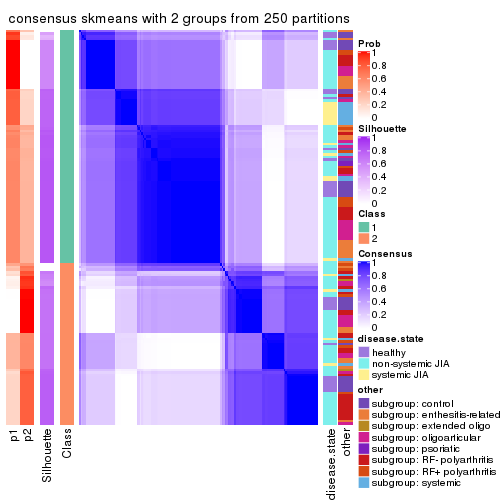 consensus skmeans with 2 groups from 250 partitions
Prob
1
0.8
0.6
0.4
0.2
0
Silhouette
1
0.8
0.6
0.4
0.2
0
Class
1
2
Consensus
1
0.8
0.6
0.4
0.2
0
disease.state
healthy
non-systemic JIA
systemic JIA
other
subgroup: control
subgroup: enthesitis-related
subgroup: extended oligo
subgroup: oligoarticular
subgroup: psoriatic
subgroup: RF- polyarthritis
subgroup: RF+ polyarthritis
subgroup: systemic
p1
p2
Silhouette
Class
disease.state
other